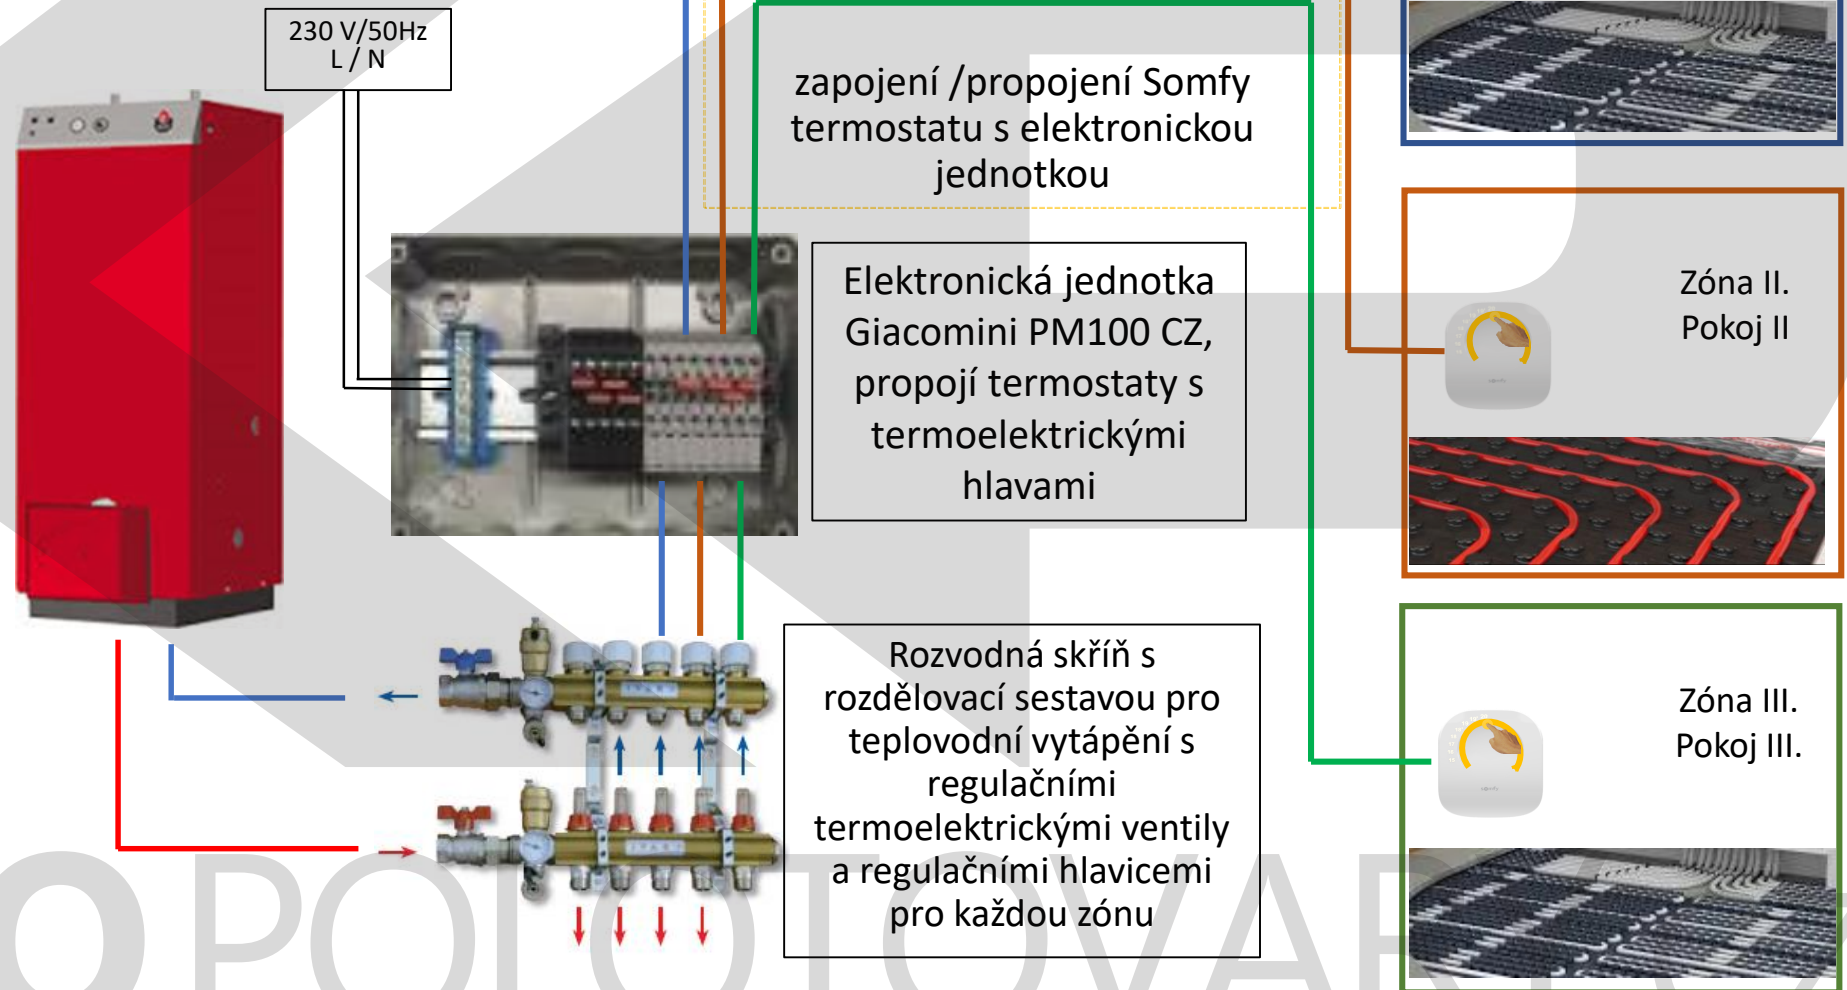 230 V/50Hz
L / N
zapojení /propojení Somfy
termostatu s elektronickou
jednotkou
Elektronická jednotka
Giacomini PM100 CZ,
propojí termostaty s
termoelektrickými
hlavami
Zóna II.
Pokoj II
Rozvodná skříň s
rozdělovací sestavou pro
teplovodní vytápění s
regulačními
termoelektrickými ventily
a regulačními hlavicemi
pro každou zónu
Zóna III.
Pokoj III.